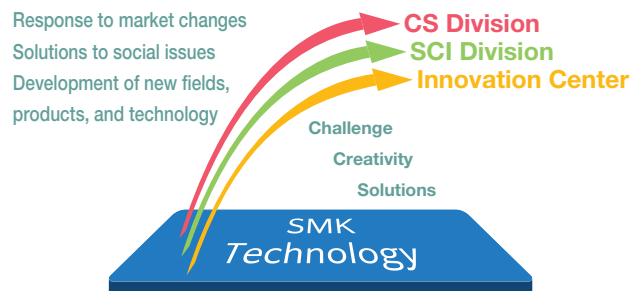 Response to market changes
Solutions to social issues
Development of new fields,
products, and technology
CS Division
SCI Division
Innovation Center
Challenge
Creativity
Solutions
SMK
Technology